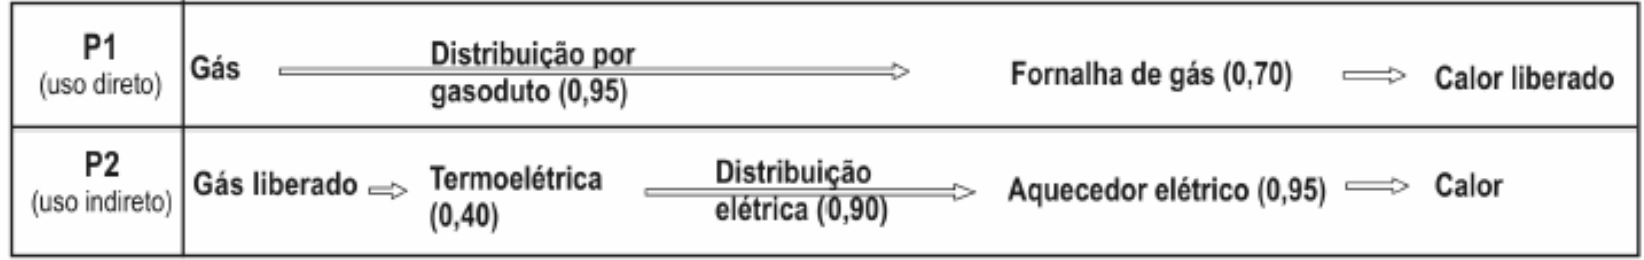 P1
(uso direto)
Gás
Distribuição por
gasoduto (0,95)
Fornalha de gás (0,70)
Calor liberado
P2
(uso indireto)
Gás liberado
Termoelétrica
(0,40)
Distribuição
elétrica (0,90)
Aquecedor elétrico (0,95)
Calor